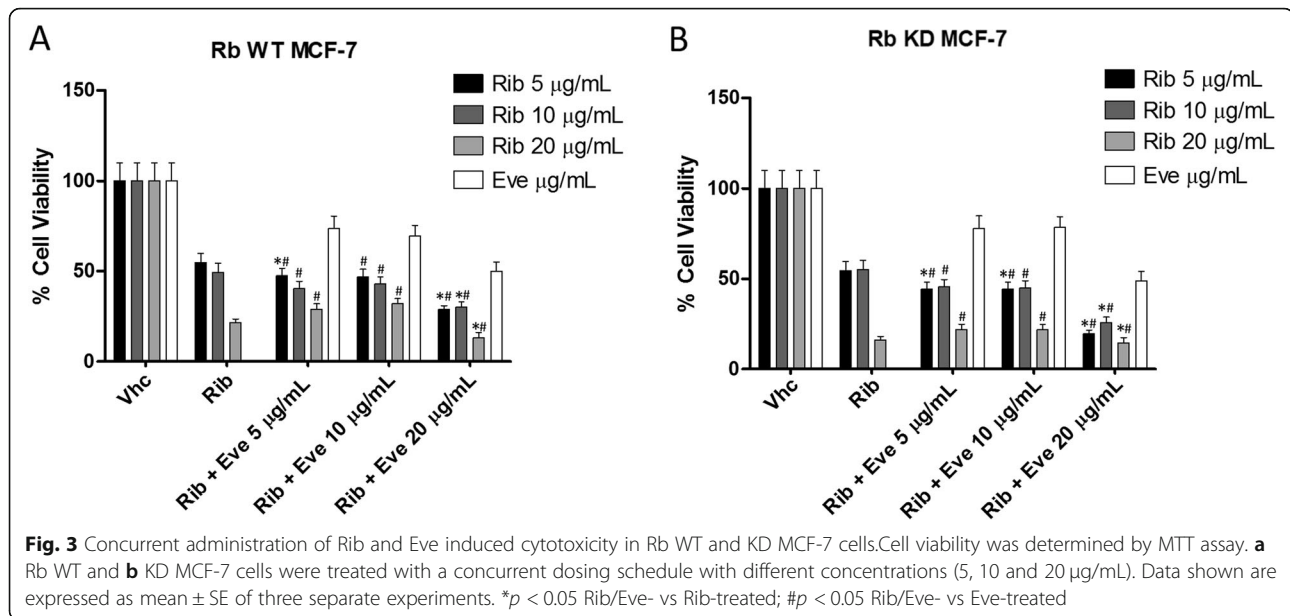 A
Rb WT MCF-7
Rib 5 µg/mL
Rib 10 µg/mL
Rib 20 µg/mL
Eve µg/mL
% Cell Viability
150
100
50
0
*#
#
#
#
#
#
*#
*#
*#
Vhc
Rib
Rib + Eve 5 µg/mL
Rib + Eve 10 µg/mL
Rib + Eve 20 µg/mL
B
Rb KD MCF-7
Rib 5 µg/mL
Rib 10 µg/mL
Rib 20 µg/mL
Eve µg/mL
% Cell Viability
150
100
50
0
*#
#
#
*#
#
#
*#
*#
*#
Vhc
Rib
Rib + Eve 5 µg/mL
Rib + Eve 10 µg/mL
Rib + Eve 20 µg/mL
Fig. 3 Concurrent administration of Rib and Eve induced cytotoxicity in Rb WT and KD MCF-7 cells.Cell viability was determined by MTT assay. a
Rb WT and b KD MCF-7 cells were treated with a concurrent dosing schedule with different concentrations (5, 10 and 20 µg/mL). Data shown are
expressed as mean ± SE of three separate experiments. *p < 0.05 Rib/Eve- vs Rib-treated; #p < 0.05 Rib/Eve- vs Eve-treated